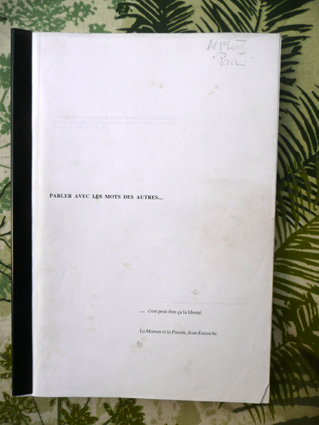 PARLER AVEC LES MOTS DES AUTRES...
... c'est peut être ça la liberté.
La Maman et la Putain, Jean Eustache.